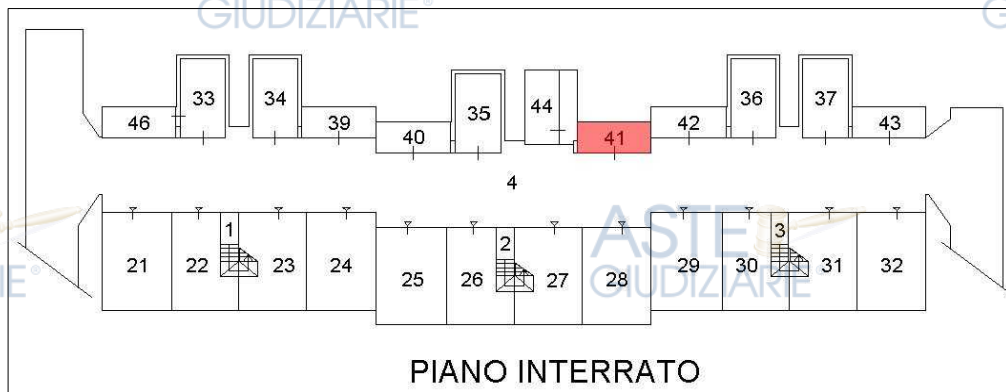 GIUDIZIARIE®
33 34 35 44 36 37
46 39 40 41 42 43
4
1 2 3
21 22 23 24 25 26 27 28 29 30 31 32
ASTE
GIUDIZIARIE®
PIANO INTERRATO